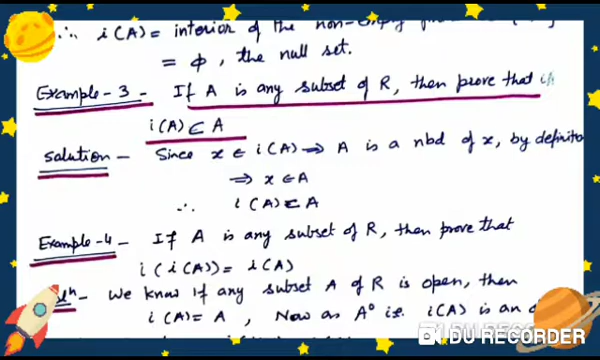 ∴ i(A) = interior of the non-empty
= ϕ, the null set.
Example-3 - If A is any subset of R, then prove that
i(A) ⊂ A
Salution - Since x ∈ i(A) ⇒ A is a nbd of x, by
⇒ x ∈ A
∴ i(A) ⊂ A
Example-4 - If A is any subset of R, then prove that
i(i(A)) = i(A)
We know if any subset A of R is open, then
i(A) = A, Now as A° i.e. i(A) is an
DU RECORDER